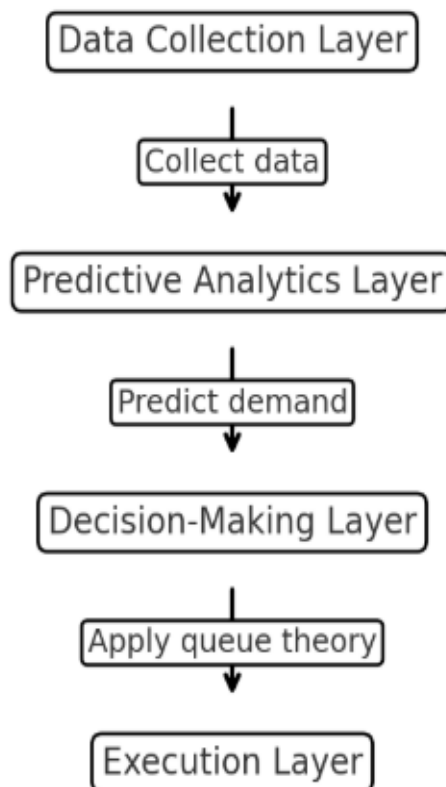 Data Collection Layer
Collect data
Predictive Analytics Layer
Predict demand
Decision-Making Layer
Apply queue theory
Execution Layer